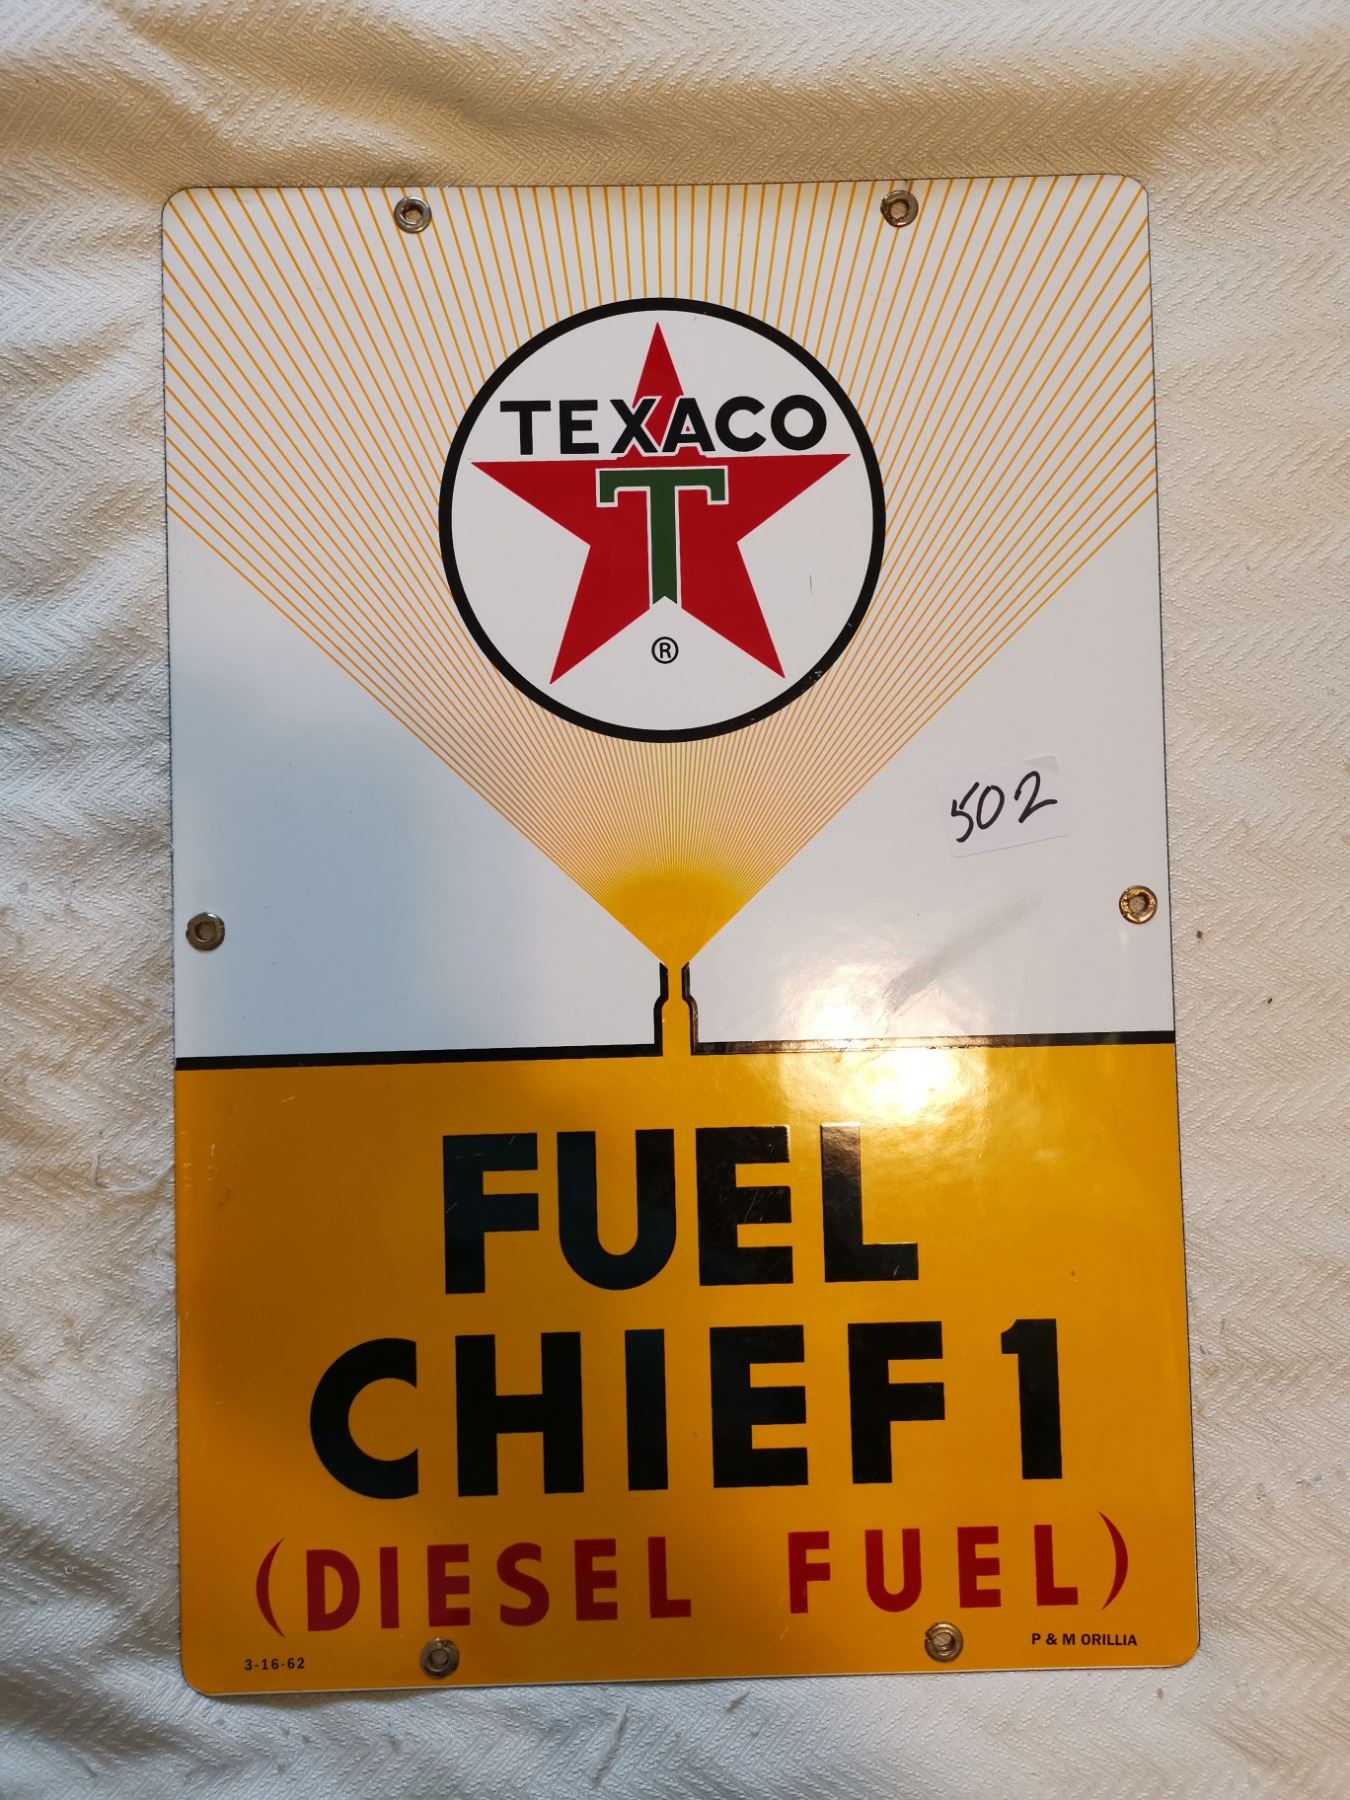 TEXACO
T
®
502
FUEL
CHIEF 1
(DIESEL FUEL)
3-16-62
P & M ORILLIA